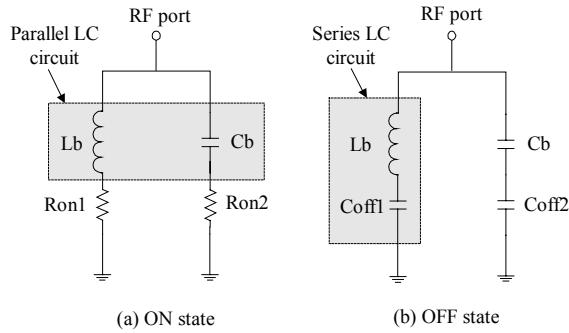 RF port
Parallel LC
circuit
Lb
Cb
Ron1
Ron2
(a) ON state
RF port
Series LC
circuit
Lb
Cb
Coff1
Coff2
(b) OFF state